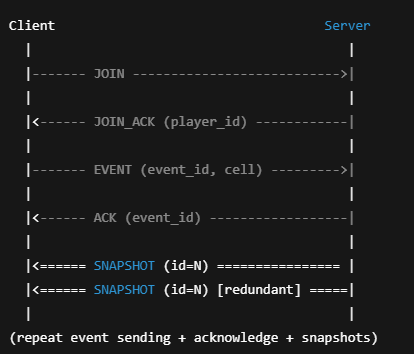 Client                                    Server
  |                                         |
  |------- JOIN -------------------------->|
  |                                         |
  |<------ JOIN_ACK (player_id) ------------|
  |                                         |
  |------- EVENT (event_id, cell) --------->|
  |                                         |
  |<------ ACK (event_id) ------------------|
  |                                         |
  |<====== SNAPSHOT (id=N) ================ |
  |<====== SNAPSHOT (id=N) [redundant] =====|
  |                                         |
(repeat event sending + acknowledge + snapshots)